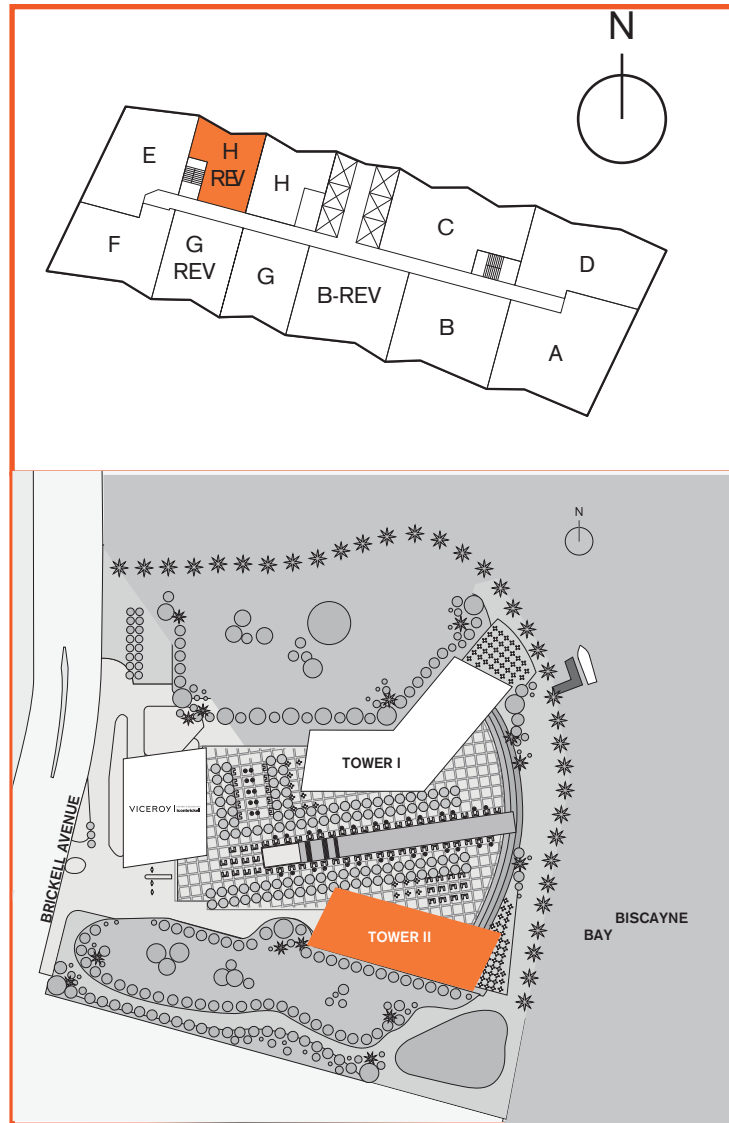 N
E
H
REV
H
C
D
F
G
REV
G
B-REV
B
A
N
TOWER I
VICEROY
BRICKELL AVENUE
TOWER II
BISCAYNE
BAY